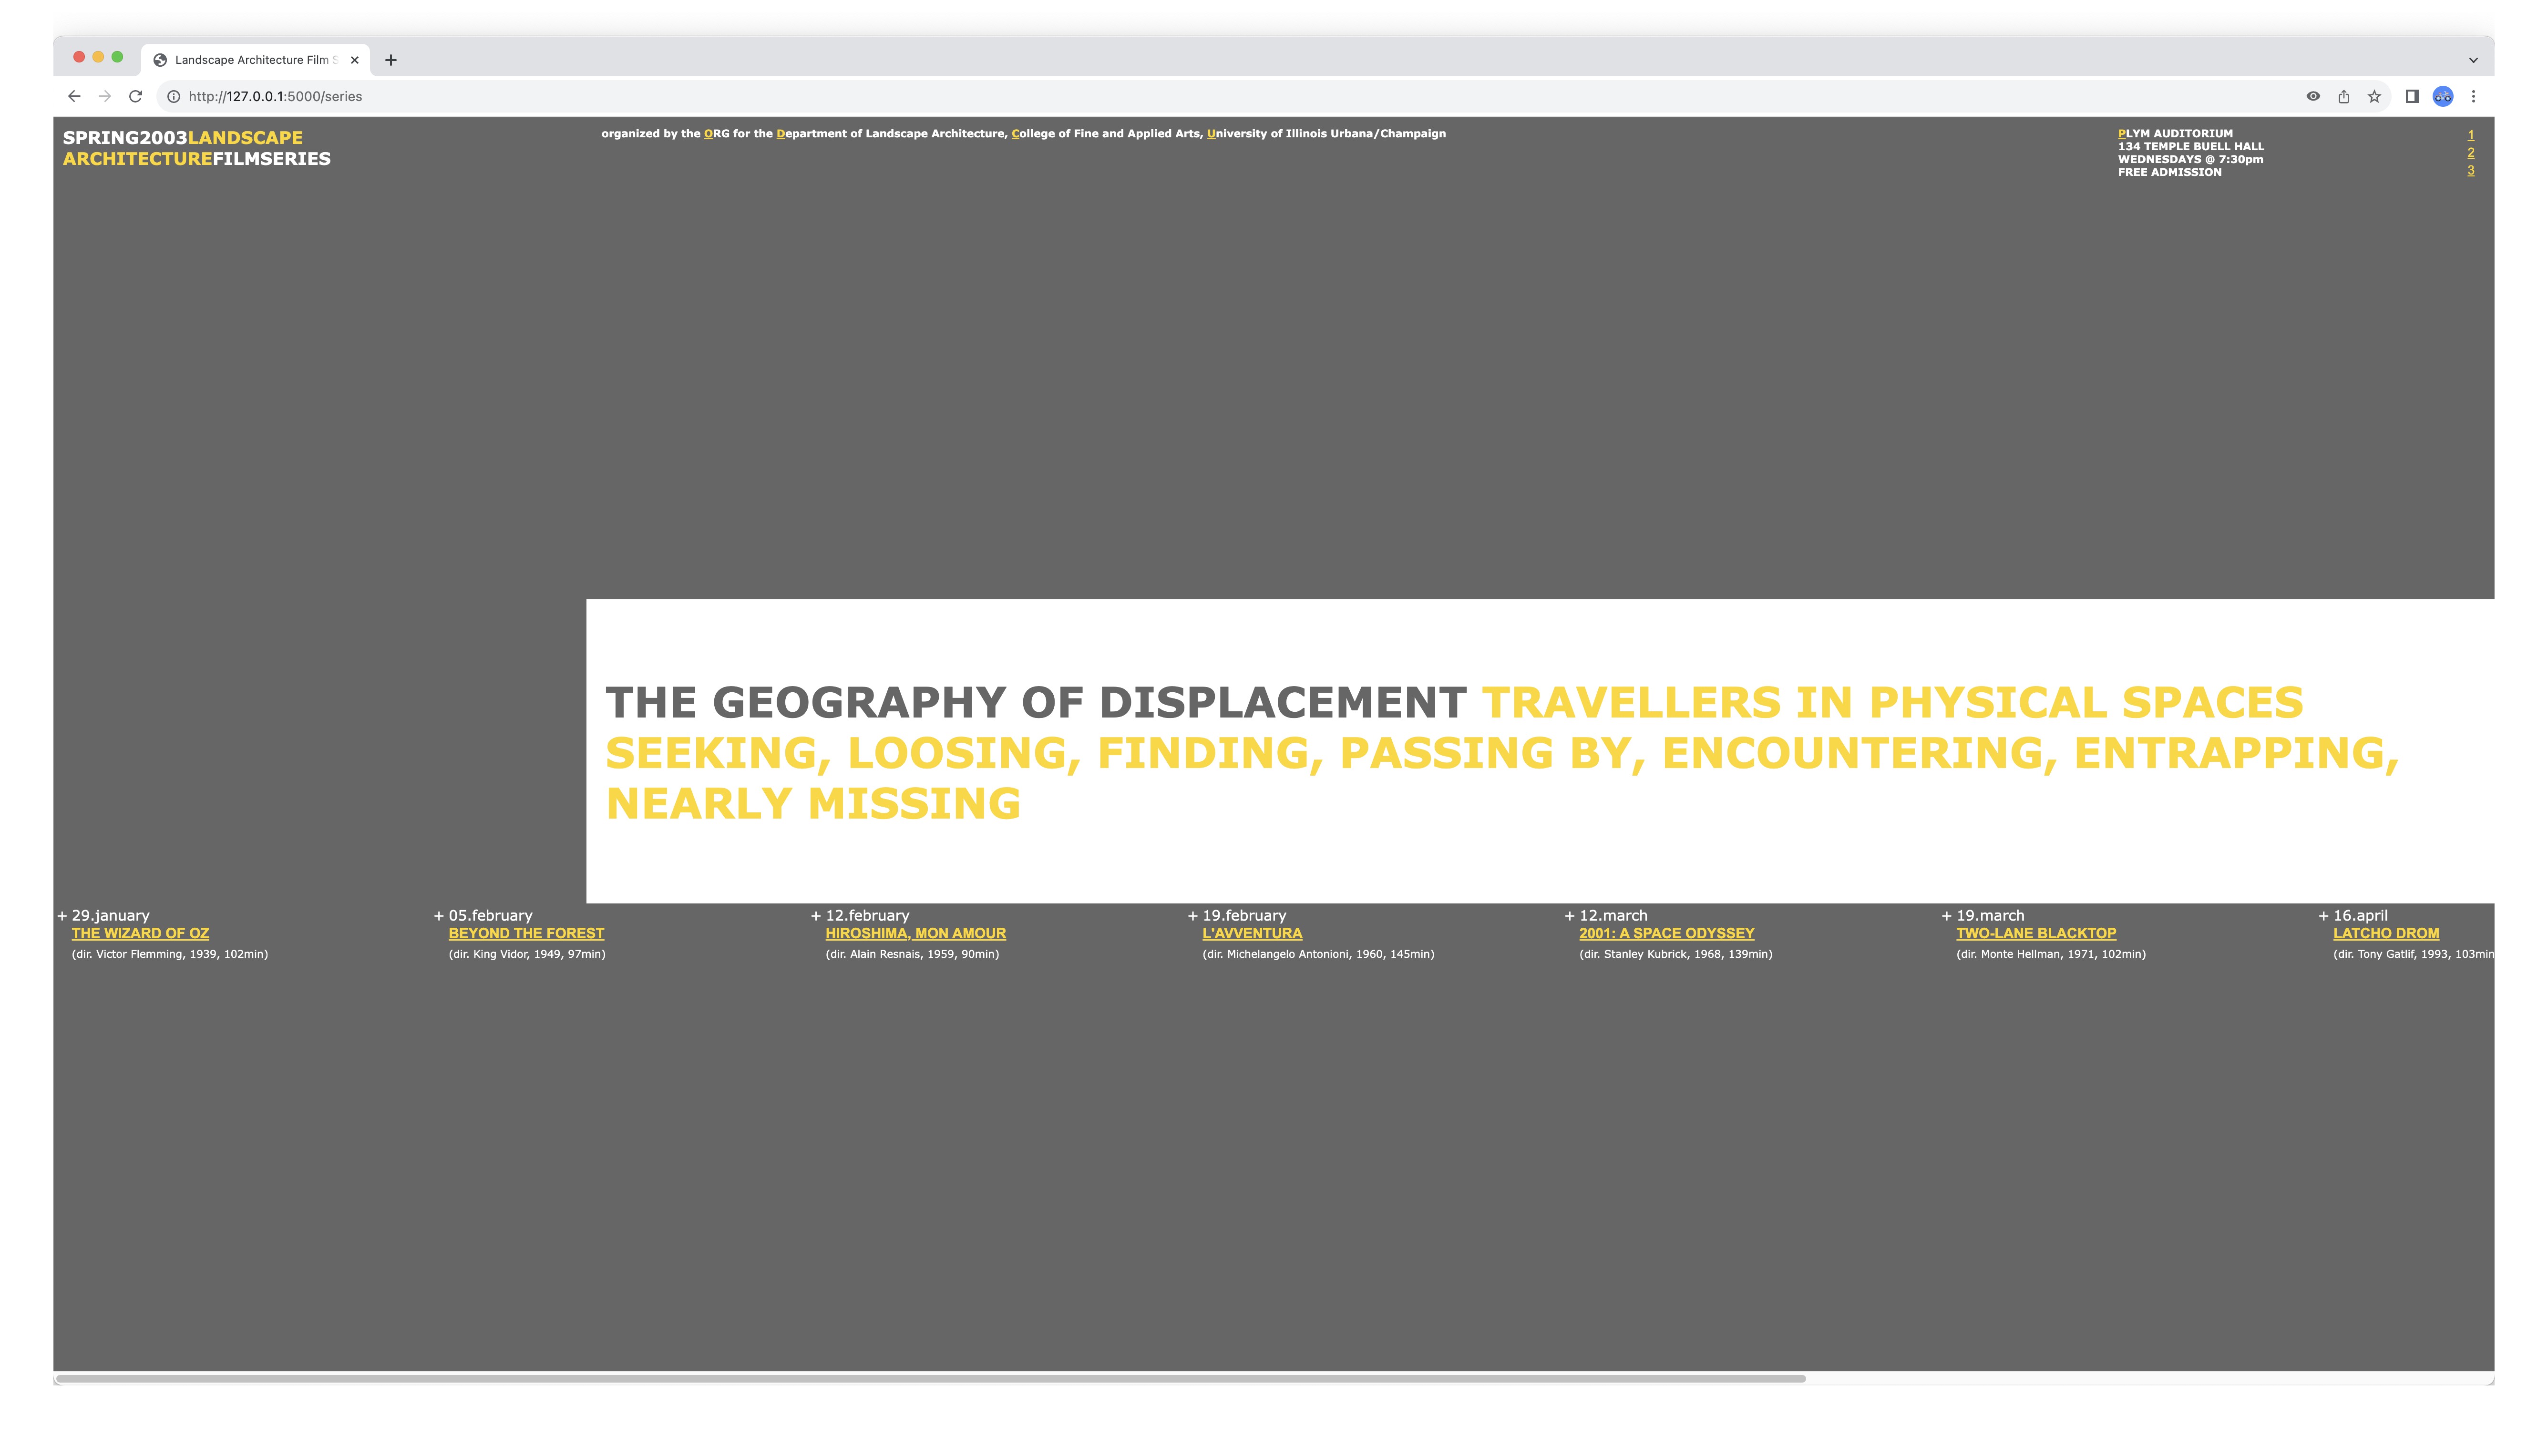 Landscape Architecture Film S
http://127.0.0.1:5000/series
SPRING2003LANDSCAPE
ARCHITECTUREFILMSERIES
organized by the ORG for the Department of Landscape Architecture, College of Fine and Applied Arts, University of Illinois Urbana/Champaign
PLYM AUDITORIUM
134 TEMPLE BUELL HALL
WEDNESDAYS @ 7:30pm
FREE ADMISSION
1
2
3
THE GEOGRAPHY OF DISPLACEMENT TRAVELLERS IN PHYSICAL SPACES
SEEKING, LOOSING, FINDING, PASSING BY, ENCOUNTERING, ENTRAPPING,
NEARLY MISSING
+ 29.january
THE WIZARD OF OZ
(dir. Victor Flemming, 1939, 102min)
+ 05.february
BEYOND THE FOREST
(dir. King Vidor, 1949, 97min)
+ 12.february
HIROSHIMA, MON AMOUR
(dir. Alain Resnais, 1959, 90min)
+ 19.february
L'AVVENTURA
(dir. Michelangelo Antonioni, 1960, 145min)
+ 12.march
2001: A SPACE ODYSSEY
(dir. Stanley Kubrick, 1968, 139min)
+ 19.march
TWO-LANE BLACKTOP
(dir. Monte Hellman, 1971, 102min)
+ 16.april
LATCHO DROM
(dir. Tony Gatlif, 1993, 103min